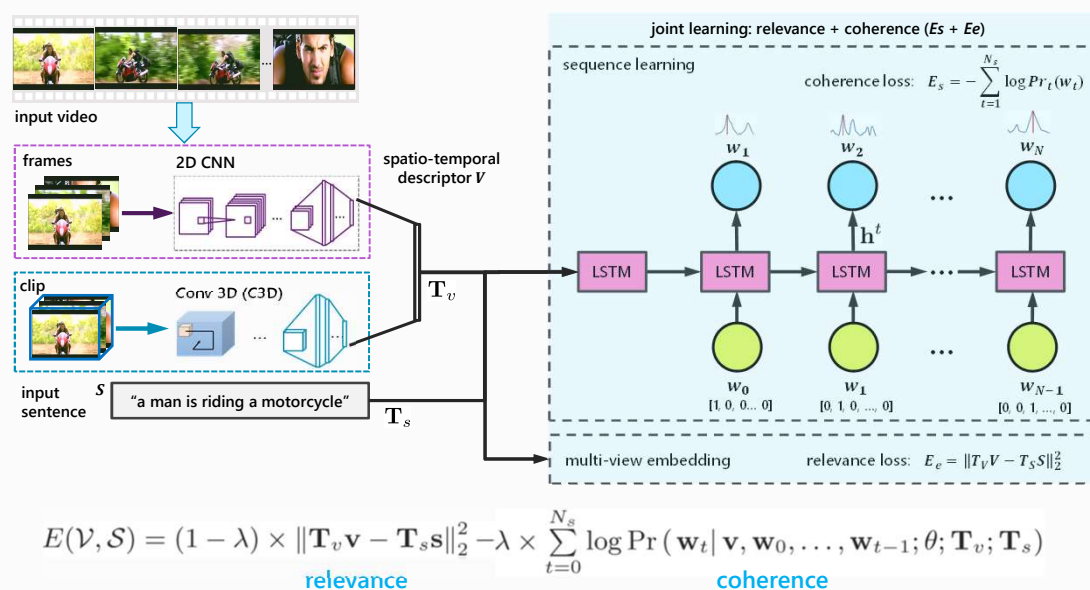 input video
frames
2D CNN
...
spatio-temporal
descriptor V
clip
Conv 3D (C3D)
...
T_v
input
sentence
S
"a man is riding a motorcycle"
T_s
joint learning: relevance + coherence (Es + Ee)
sequence learning
coherence loss: E_s = − ∑_{t=1}^{N_s} log Pr_t(w_t)
w_1 w_2 w_N
...
h^t
LSTM LSTM LSTM ... LSTM
...
w_0 w_1 w_{N−1}
[1, 0, 0... 0] [0, 1, 0, ..., 0] [0, 0, 1, ..., 0]
multi-view embedding relevance loss: E_e = ‖T_V V − T_S S‖_2^2
E(V, S) = (1 − λ) × ‖T_v v − T_s s‖_2^2 − λ × ∑_{t=0}^{N_s} log Pr ( w_t | v, w_0, . . . , w_{t−1}; θ; T_v; T_s )
relevance coherence